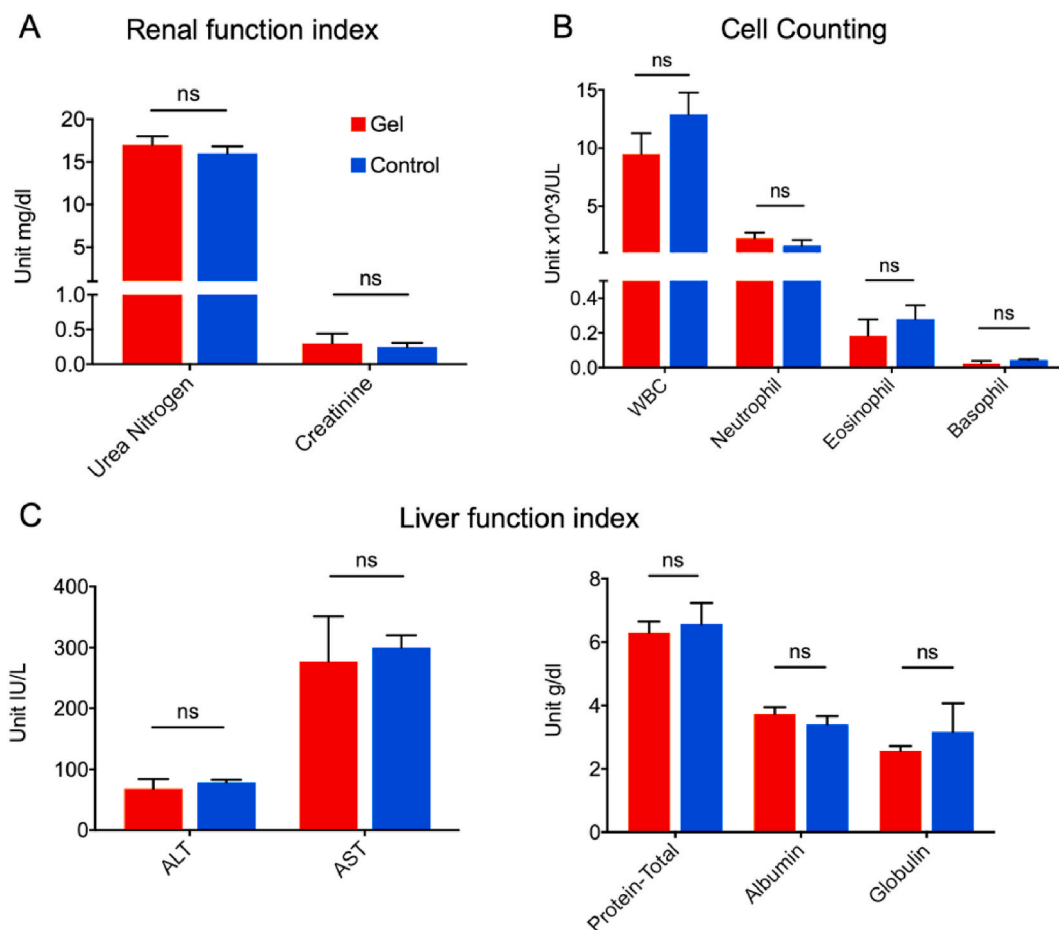 A
Renal function index
ns
20
15
10
5
1.0
0.5
0.0
Unit mg/dl
ns
Gel
Control
Urea Nitrogen
Creatinine
B
Cell Counting
ns
15
10
5
0.4
0.2
0.0
Unit x10^3/UL
ns
ns
ns
WBC
Neutrophil
Eosinophil
Basophil
C
Liver function index
ns
400
300
200
100
0
Unit IU/L
ns
ALT
AST
ns
8
6
4
2
0
Unit g/dl
ns
ns
Protein-Total
Albumin
Globulin